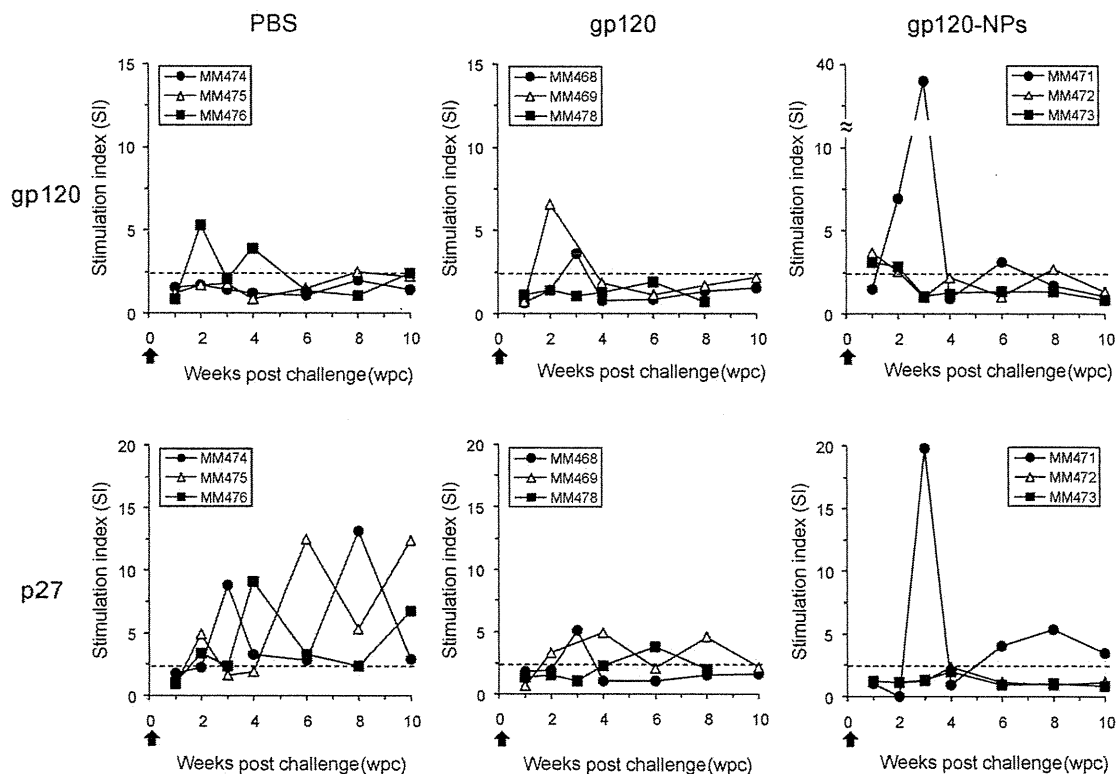 PBS
gp120
gp120-NPs
gp120
Stimulation index (SI)
15
10
5
0
MM474
MM475
MM476
0 2 4 6 8 10
Weeks post challenge(wpc)
Stimulation index (SI)
15
10
5
0
MM468
MM469
MM478
0 2 4 6 8 10
Weeks post challenge(wpc)
Stimulation index (SI)
40
≈
10
5
0
MM471
MM472
MM473
0 2 4 6 8 10
Weeks post challenge(wpc)
p27
Stimulation index (SI)
20
15
10
5
0
MM474
MM475
MM476
0 2 4 6 8 10
Weeks post challenge(wpc)
Stimulation index (SI)
20
15
10
5
0
MM468
MM469
MM478
0 2 4 6 8 10
Weeks post challenge(wpc)
Stimulation index (SI)
20
15
10
5
0
MM471
MM472
MM473
0 2 4 6 8 10
Weeks post challenge(wpc)